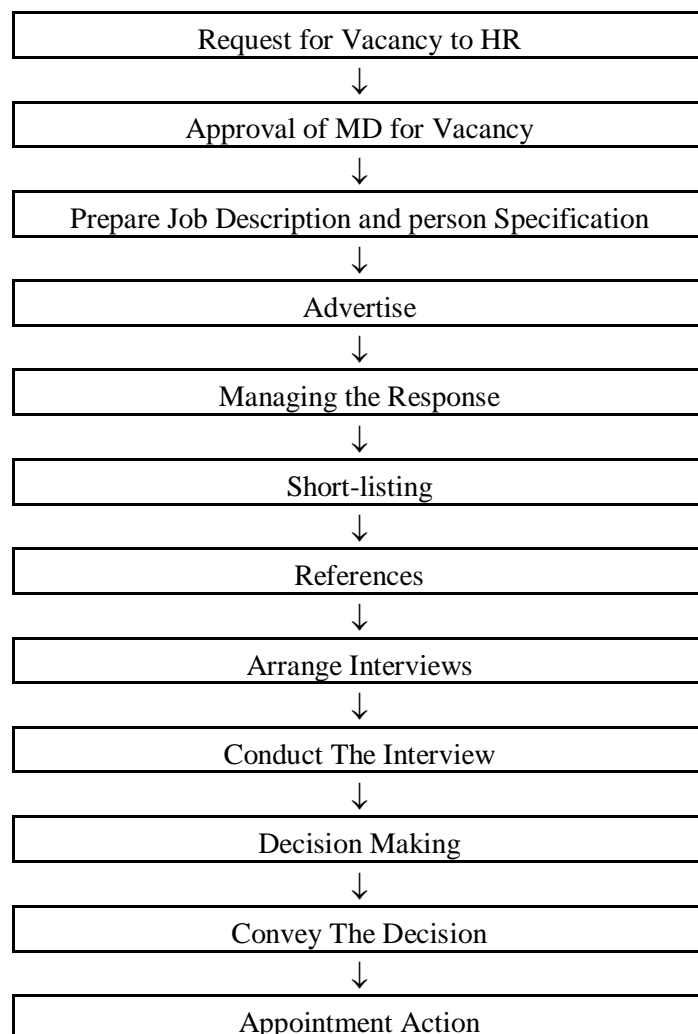 Request for Vacancy to HR
↓
Approval of MD for Vacancy
↓
Prepare Job Description and person Specification
↓
Advertise
↓
Managing the Response
↓
Short-listing
↓
References
↓
Arrange Interviews
↓
Conduct The Interview
↓
Decision Making
↓
Convey The Decision
↓
Appointment Action